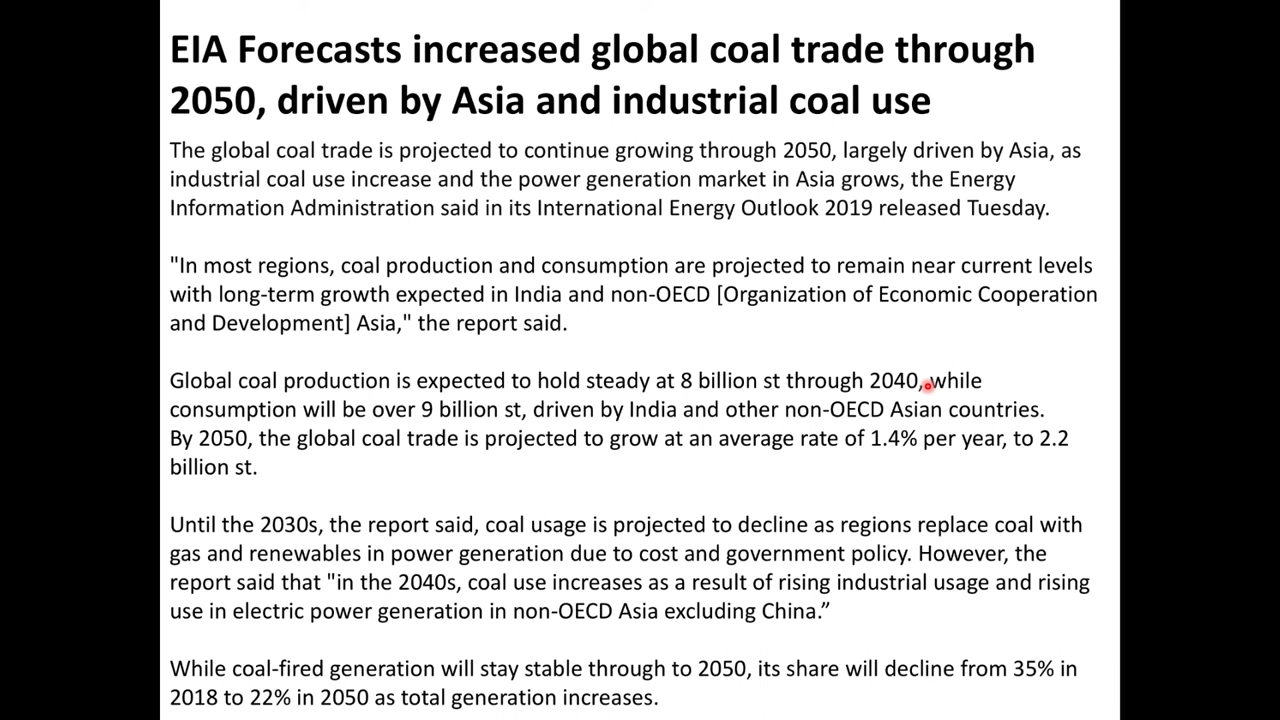 EIA Forecasts increased global coal trade through
2050, driven by Asia and industrial coal use
The global coal trade is projected to continue growing through 2050, largely driven by Asia, as
industrial coal use increase and the power generation market in Asia grows, the Energy
Information Administration said in its International Energy Outlook 2019 released Tuesday.
"In most regions, coal production and consumption are projected to remain near current levels
with long-term growth expected in India and non-OECD [Organization of Economic Cooperation
and Development] Asia," the report said.
Global coal production is expected to hold steady at 8 billion st through 2040, while
consumption will be over 9 billion st, driven by India and other non-OECD Asian countries.
By 2050, the global coal trade is projected to grow at an average rate of 1.4% per year, to 2.2
billion st.
Until the 2030s, the report said, coal usage is projected to decline as regions replace coal with
gas and renewables in power generation due to cost and government policy. However, the
report said that "in the 2040s, coal use increases as a result of rising industrial usage and rising
use in electric power generation in non-OECD Asia excluding China.”
While coal-fired generation will stay stable through to 2050, its share will decline from 35% in
2018 to 22% in 2050 as total generation increases.